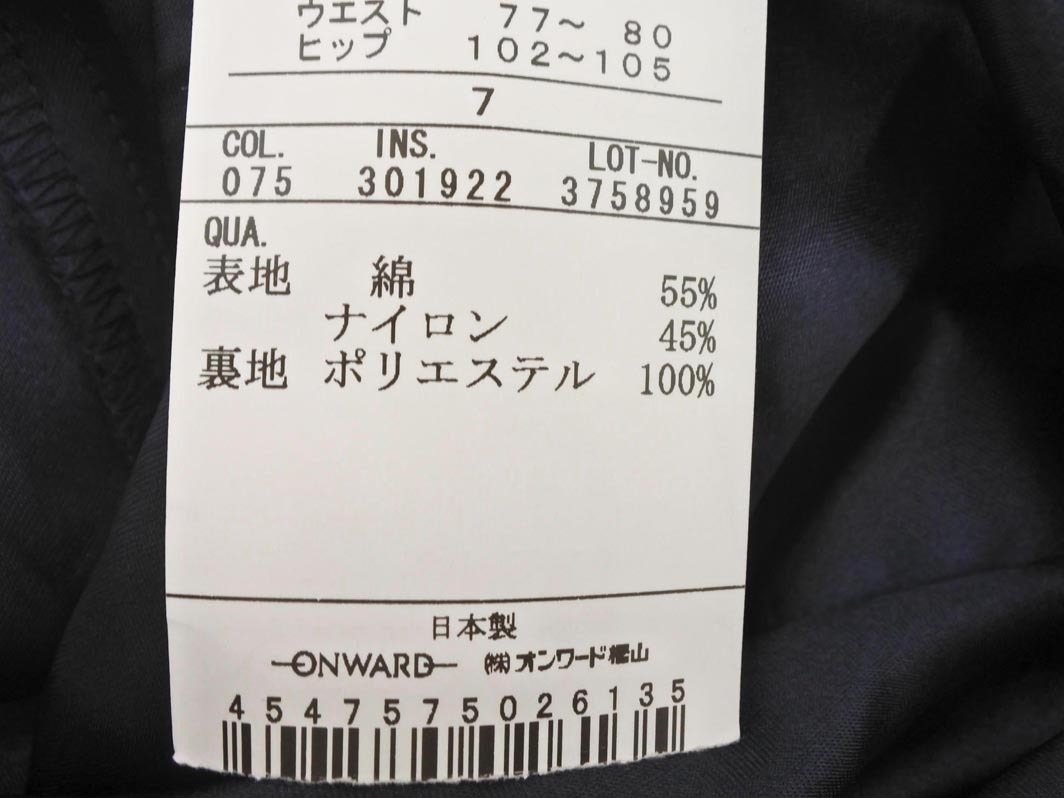 ウエスト 77～ 80
ヒップ 102～105
7
COL. INS. LOT-NO.
075 301922 3758959
QUA.
表地 綿 55%
ナイロン 45%
裏地 ポリエステル 100%
日本製
ONWARD ㈱オンワード樫山
4547575026135